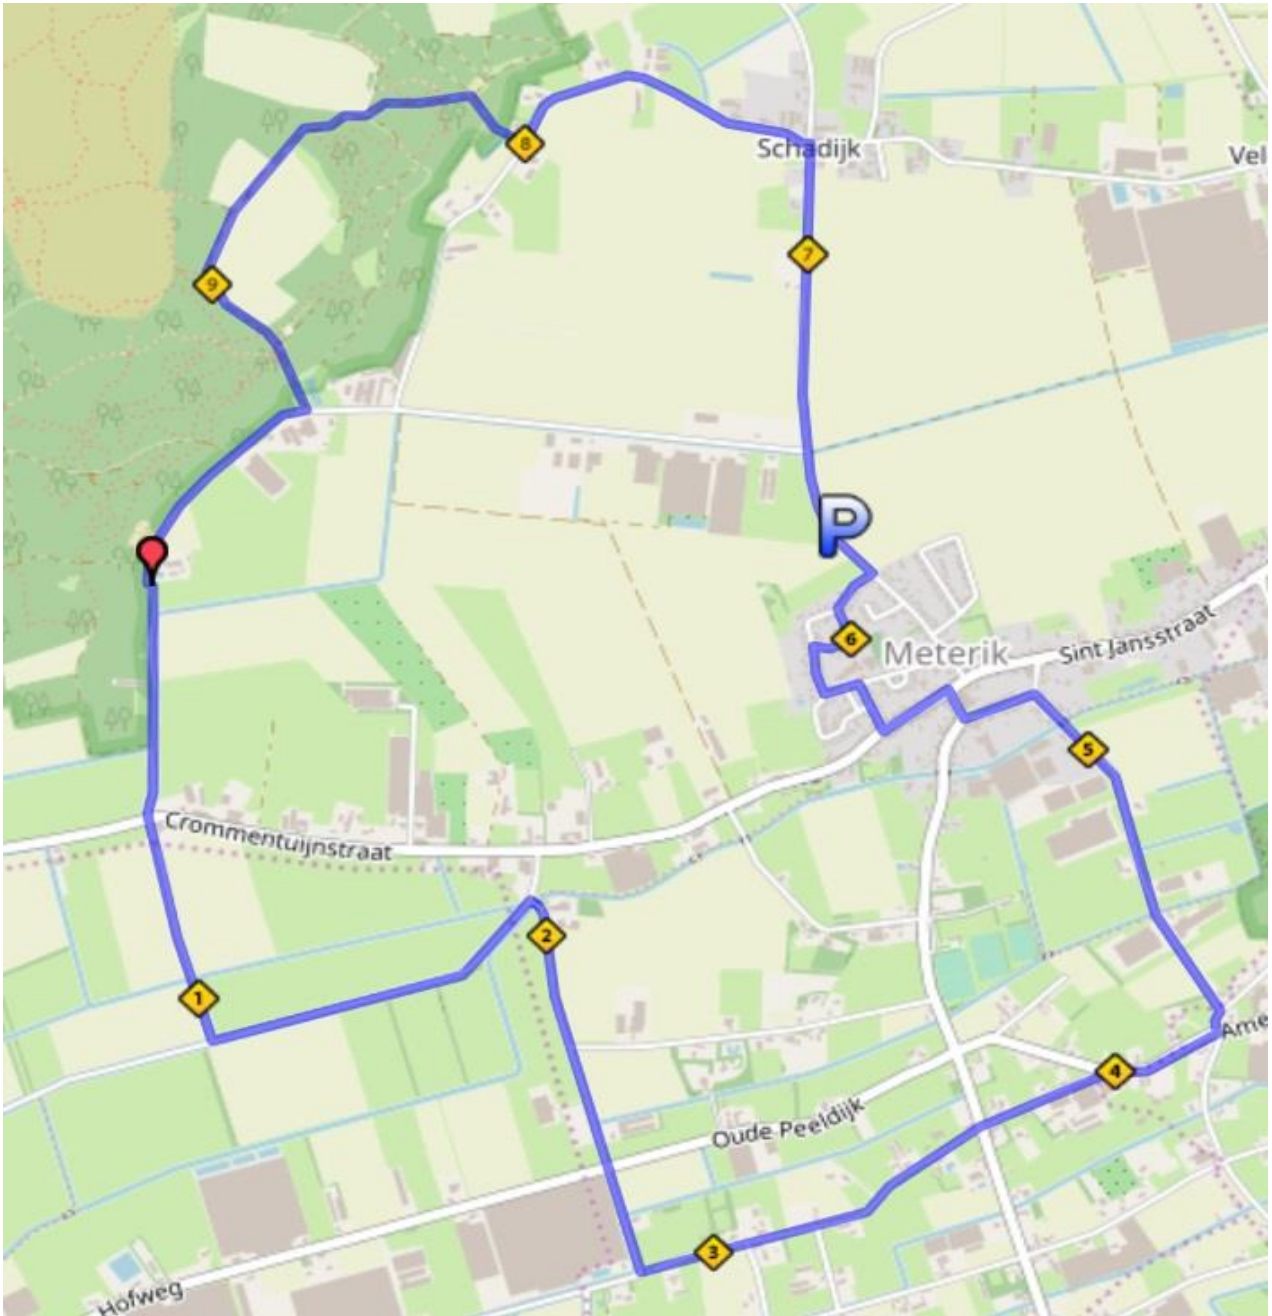 8
Schadijk
Vel
7
9
P
6
Meterik
Sint Jansstraat
5
Crommentuijnstraat
2
1
Ame
4
Oude Peeldijk
3
Hofweg